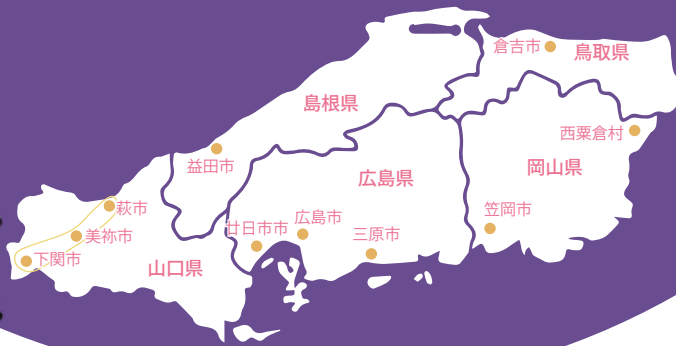 倉吉市
鳥取県
島根県
西粟倉村
益田市
岡山県
広島県
萩市
笠岡市
広島市
廿日市市
三原市
美祢市
下関市
山口県